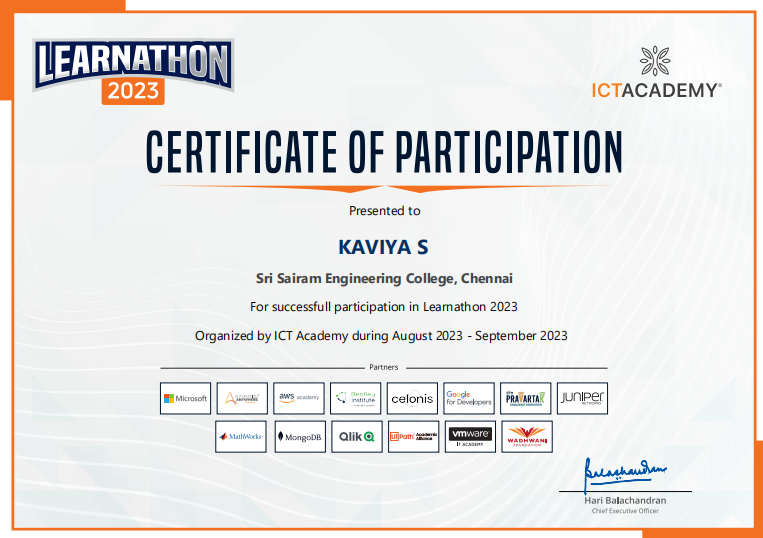 LEARNATHON
2023
ICTACADEMY®
CERTIFICATE OF PARTICIPATION
Presented to
KAVIYA S
Sri Sairam Engineering College, Chennai
For successfull participation in Learnathon 2023
Organized by ICT Academy during August 2023 - September 2023
Partners
Microsoft
AUTOMATION ANYWHERE
aws academy
Bentley Institute
celonis
Google for Developers
PRAVARTAK
JUNIPER NETWORKS
MathWorks
MongoDB.
Qlik
UiPath Academic Alliance
vmware IT ACADEMY
WADHWANI FOUNDATION
Balachandran
Hari Balachandran
Chief Executive Officer